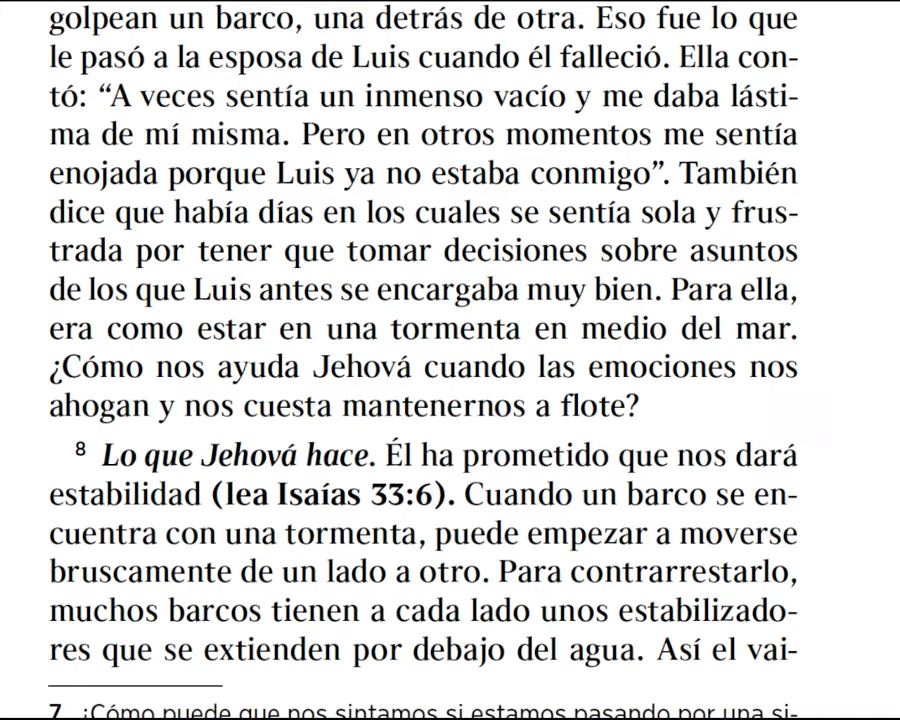 golpean un barco, una detrás de otra. Eso fue lo que
le pasó a la esposa de Luis cuando él falleció. Ella con-
tó: “A veces sentía un inmenso vacío y me daba lásti-
ma de mí misma. Pero en otros momentos me sentía
enojada porque Luis ya no estaba conmigo”. También
dice que había días en los cuales se sentía sola y frus-
trada por tener que tomar decisiones sobre asuntos
de los que Luis antes se encargaba muy bien. Para ella,
era como estar en una tormenta en medio del mar.
¿Cómo nos ayuda Jehová cuando las emociones nos
ahogan y nos cuesta mantenernos a flote?
8 Lo que Jehová hace. Él ha prometido que nos dará
estabilidad (lea Isaías 33:6). Cuando un barco se en-
cuentra con una tormenta, puede empezar a moverse
bruscamente de un lado a otro. Para contrarrestarlo,
muchos barcos tienen a cada lado unos estabilizado-
res que se extienden por debajo del agua. Así el vai-
7 ¿Cómo puede que nos sintamos si estamos pasando por una si-